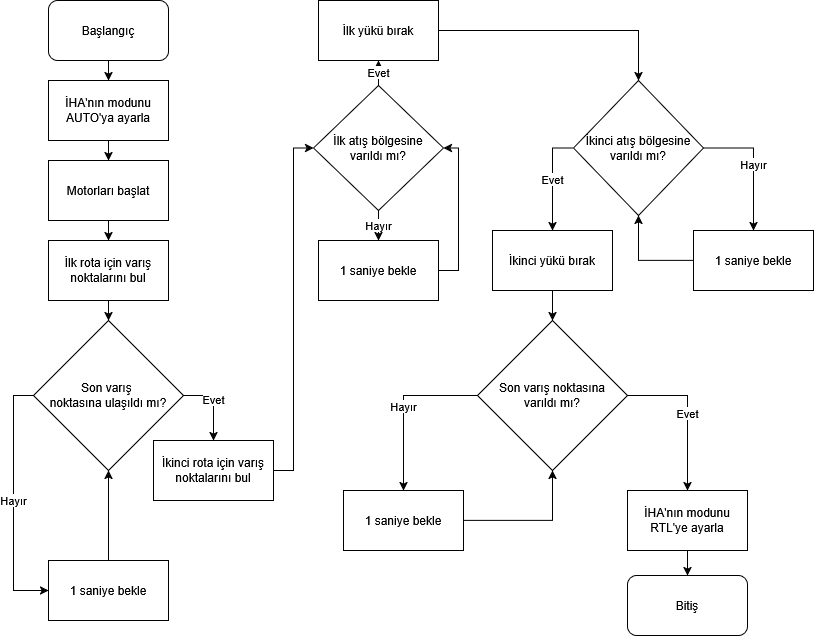 Başlangıç
İHA'nın modunu
AUTO'ya ayarla
Motorları başlat
İlk rota için varış
noktalarını bul
Son varış
noktasına ulaşıldı mı?
Hayır
1 saniye bekle
Evet
İkinci rota için varış
noktalarını bul
İlk atış bölgesine
varıldı mı?
Hayır
1 saniye bekle
Evet
İlk yükü bırak
İkinci atış bölgesine
varıldı mı?
Hayır
1 saniye bekle
Evet
İkinci yükü bırak
Son varış noktasına
varıldı mı?
Hayır
1 saniye bekle
Evet
İHA'nın modunu
RTL'ye ayarla
Bitiş